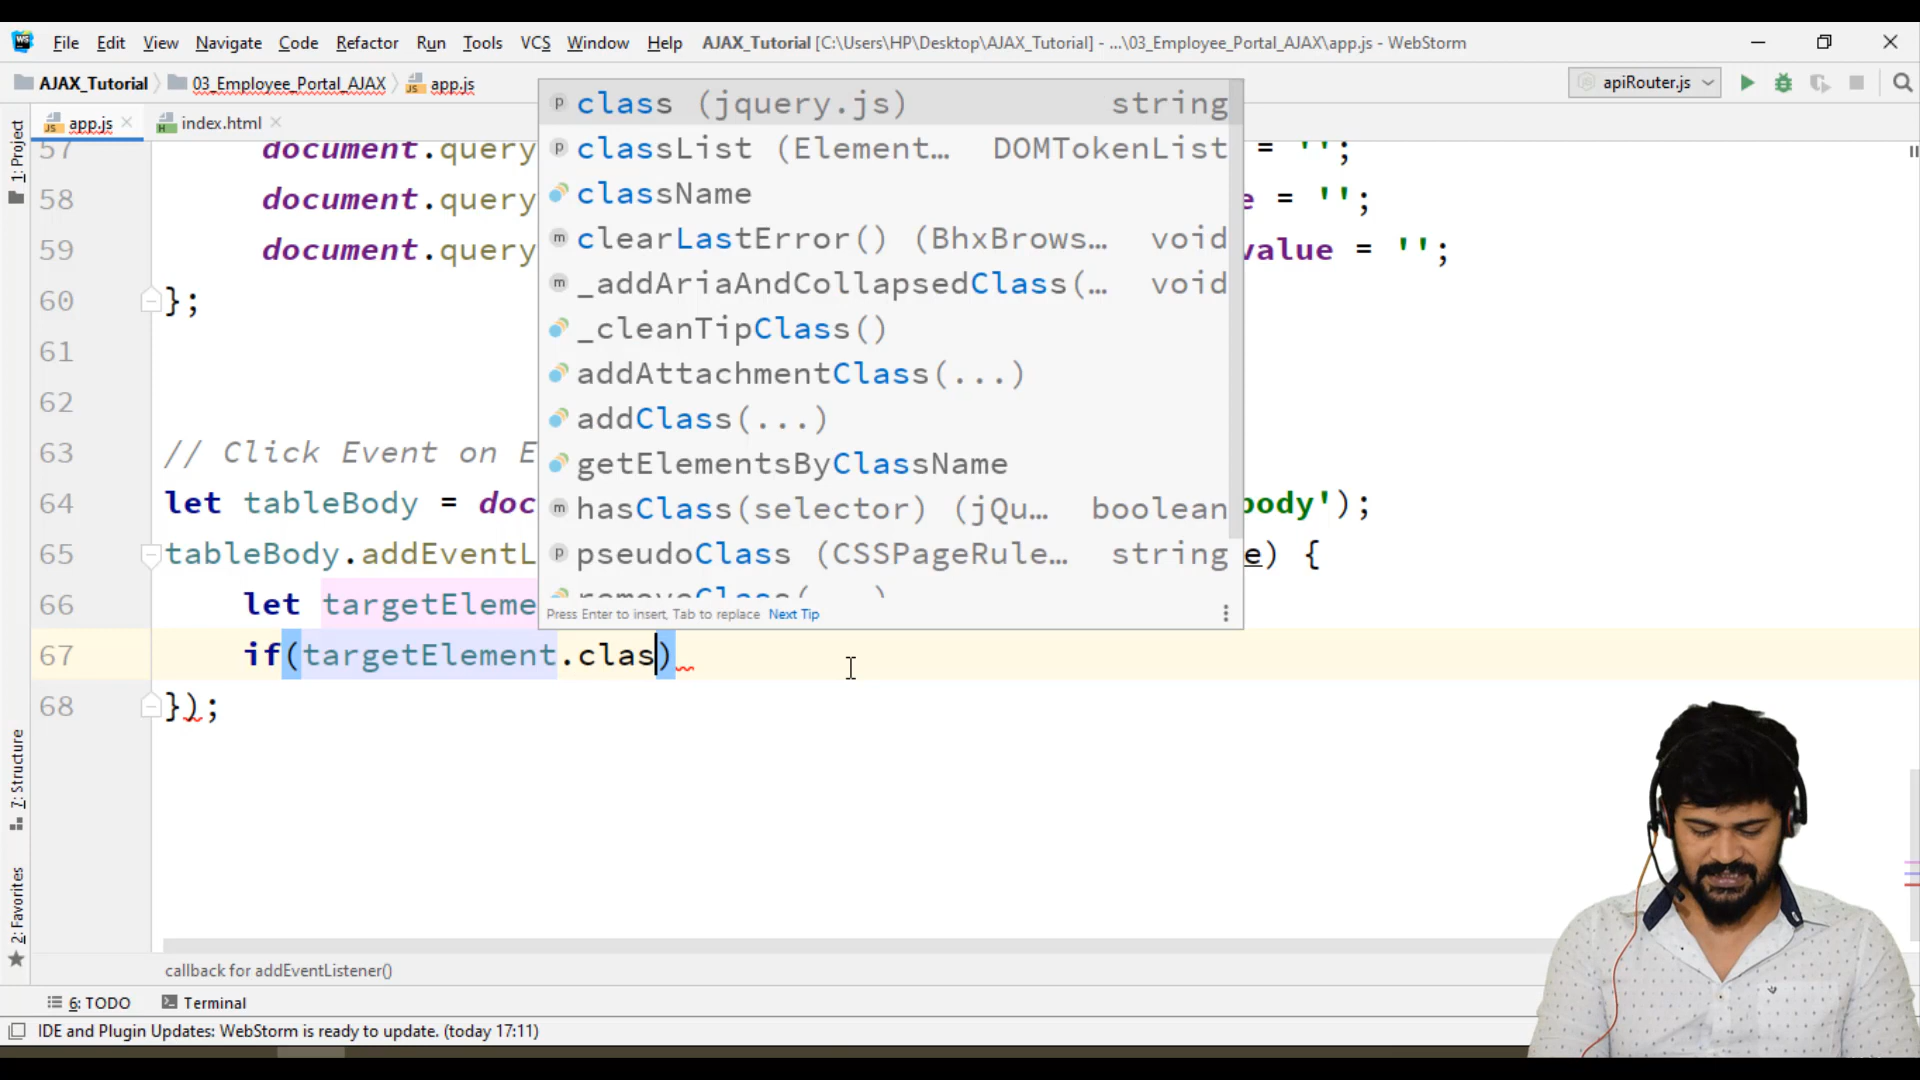 WS File Edit View Navigate Code Refactor Run Tools VCS Window Help AJAX_Tutorial [C:\Users\HP\Desktop\AJAX_Tutorial] - ...\03_Employee_Portal_AJAX\app.js - WebStorm
AJAX_Tutorial 03_Employee_Portal_AJAX JS app.js
apiRouter.js
JS app.js H index.html
1: Project
7: Structure
2: Favorites
57 document.query = '';
58 document.query e = '';
59 document.query value = '';
60 };
61
62
63 // Click Event on E
64 let tableBody = doc body');
65 tableBody.addEventL e) {
66 let targetEleme
67 if(targetElement.clas)
68 });
p class (jquery.js) string
p classList (Element… DOMTokenList
className
m clearLastError() (BhxBrows… void
m _addAriaAndCollapsedClass(… void
_cleanTipClass()
addAttachmentClass(...)
addClass(...)
getElementsByClassName
m hasClass(selector) (jQu… boolean
p pseudoClass (CSSPageRule… string
removeClass(...)
Press Enter to insert, Tab to replace Next Tip
callback for addEventListener()
6: TODO Terminal
IDE and Plugin Updates: WebStorm is ready to update. (today 17:11)